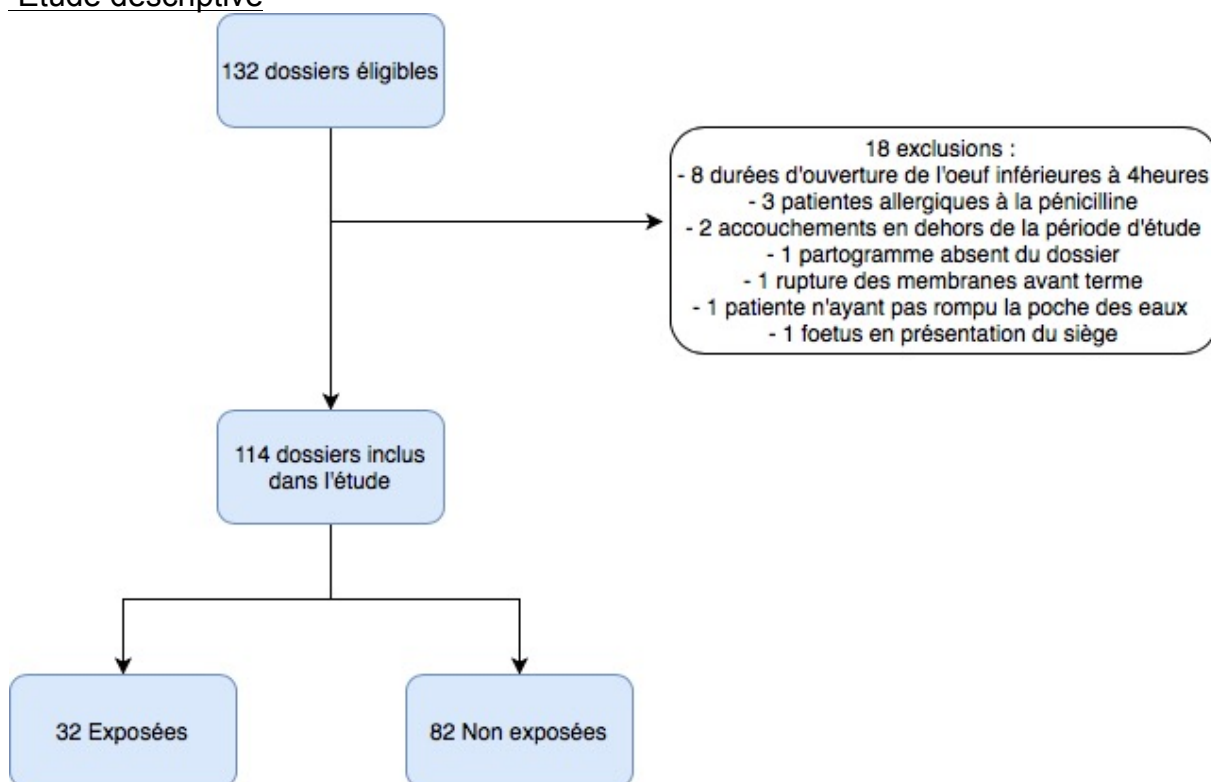 Etude descriptive
132 dossiers éligibles
18 exclusions :
- 8 durées d'ouverture de l'oeuf inférieures à 4heures
- 3 patientes allergiques à la pénicilline
- 2 accouchements en dehors de la période d'étude
- 1 partogramme absent du dossier
- 1 rupture des membranes avant terme
- 1 patiente n'ayant pas rompu la poche des eaux
- 1 foetus en présentation du siège
114 dossiers inclus
dans l'étude
32 Exposées
82 Non exposées